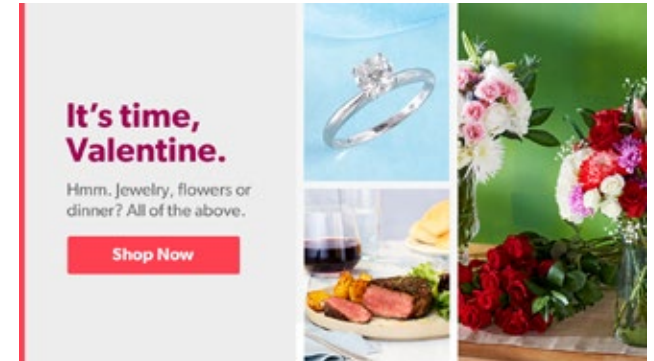 It's time,
Valentine.
Hmm. Jewelry, flowers or
dinner? All of the above.
Shop Now